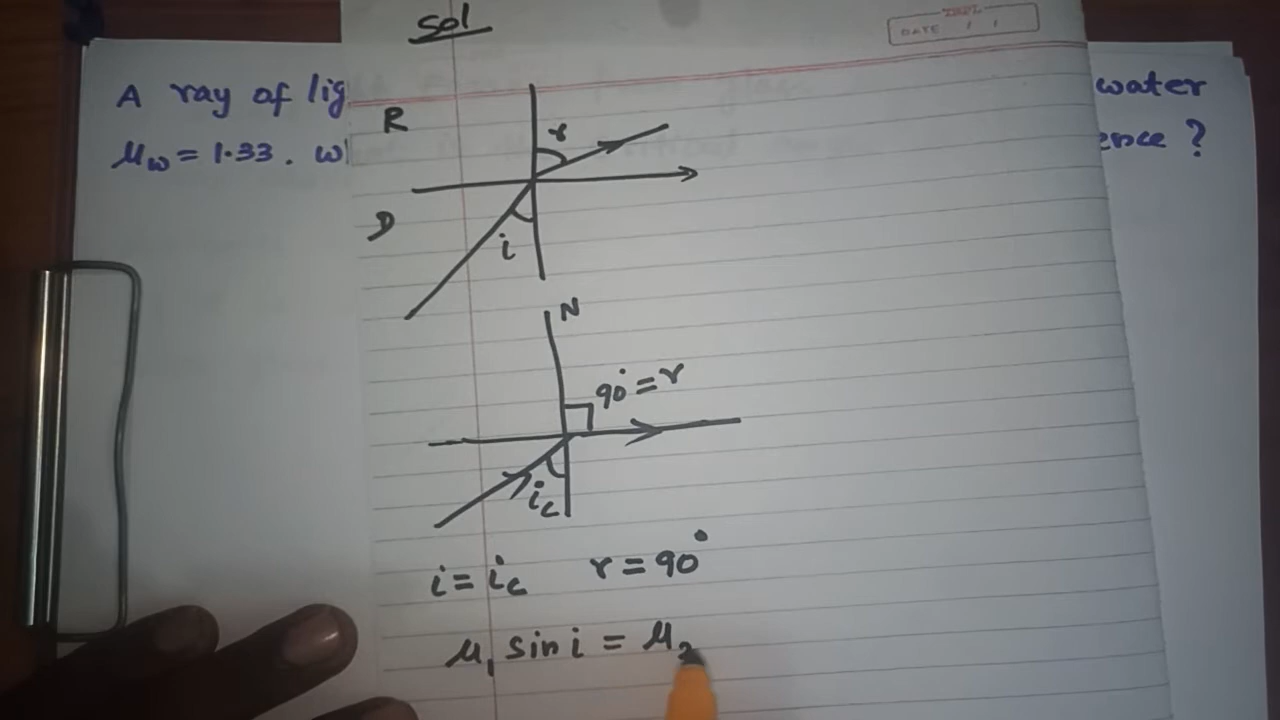 Sol
DATE / /
A ray of lig water
μw = 1.33 . w ence ?
R
r
D
i
N
90° = r
ic
i = ic r = 90°
μ1 sin i = μ2